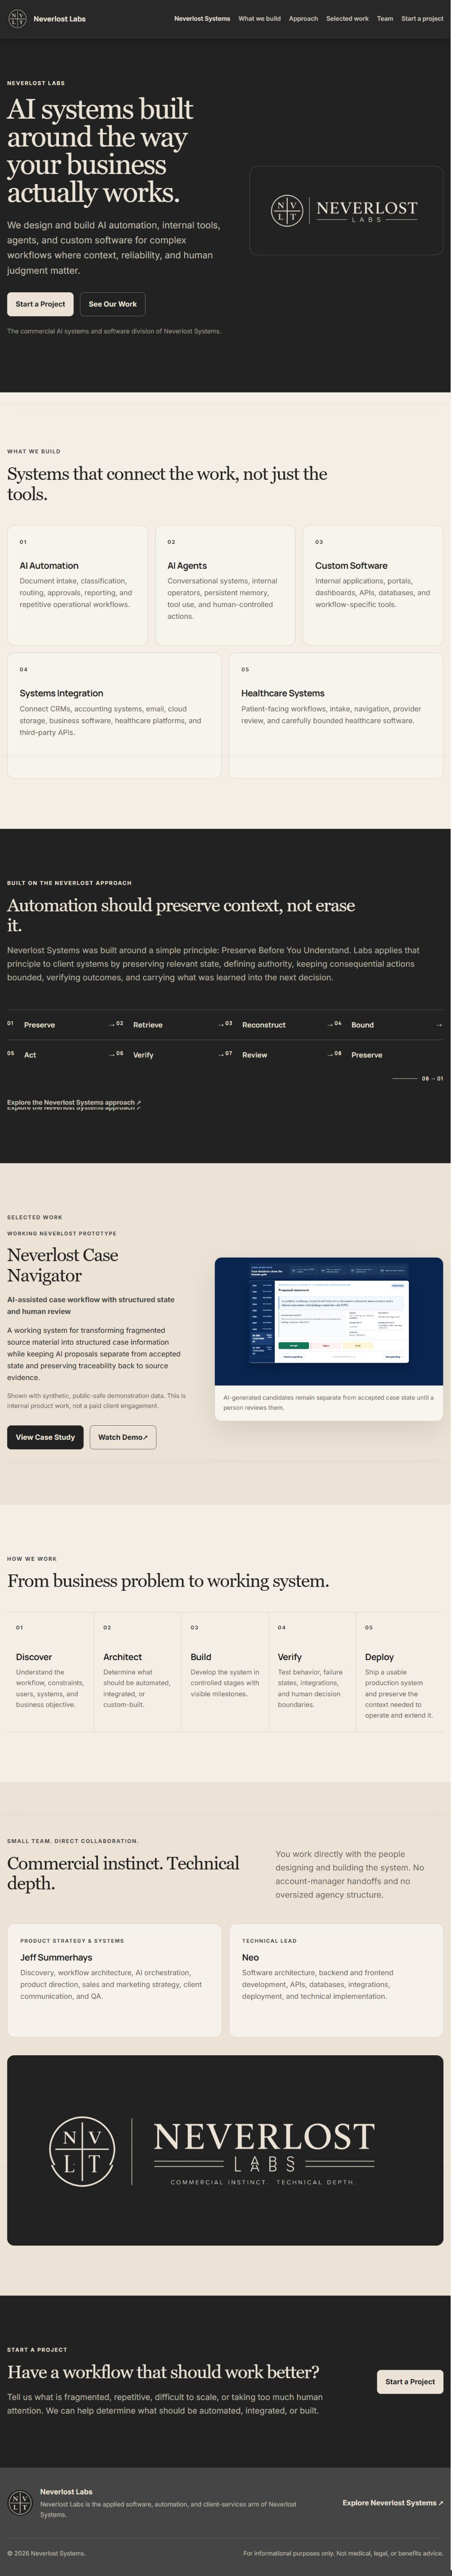 Neverlost Labs
Neverlost Systems What we build Approach Selected work Team Start a project
NEVERLOST LABS
AI systems built
around the way
your business
actually works.
We design and build AI automation, internal tools,
agents, and custom software for complex
workflows where context, reliability, and human
judgment matter.
Start a Project See Our Work
The commercial AI systems and software division of Neverlost Systems.
N V L T
NEVERLOST
LABS
WHAT WE BUILD
Systems that connect the work, not just the
tools.
01
AI Automation
Document intake, classification,
routing, approvals, reporting, and
repetitive operational workflows.
02
AI Agents
Conversational systems, internal
operators, persistent memory,
tool use, and human-controlled
actions.
03
Custom Software
Internal applications, portals,
dashboards, APIs, databases, and
workflow-specific tools.
04
Systems Integration
Connect CRMs, accounting systems, email, cloud
storage, business software, healthcare platforms, and
third-party APIs.
05
Healthcare Systems
Patient-facing workflows, intake, navigation, provider
review, and carefully bounded healthcare software.
BUILT ON THE NEVERLOST APPROACH
Automation should preserve context, not erase
it.
Neverlost Systems was built around a simple principle: Preserve Before You Understand. Labs applies that
principle to client systems by preserving relevant state, defining authority, keeping consequential actions
bounded, verifying outcomes, and carrying what was learned into the next decision.
01 Preserve → 02 Retrieve → 03 Reconstruct → 04 Bound →
05 Act → 06 Verify → 07 Review → 08 Preserve
08 → 01
Explore the Neverlost Systems approach ↗
Explore the Neverlost Systems approach ↗
SELECTED WORK
WORKING NEVERLOST PROTOTYPE
Neverlost Case
Navigator
AI-assisted case workflow with structured state
and human review
A working system for transforming fragmented
source material into structured case information
while keeping AI proposals separate from accepted
state and preserving traceability back to source
evidence.
Shown with synthetic, public-safe demonstration data. This is
internal product work, not a paid client engagement.
View Case Study Watch Demo↗
Proposed statement
AI-generated candidates remain separate from accepted case state until a
person reviews them.
HOW WE WORK
From business problem to working system.
01
Discover
Understand the
workflow, constraints,
users, systems, and
business objective.
02
Architect
Determine what
should be automated,
integrated, or
custom-built.
03
Build
Develop the system in
controlled stages with
visible milestones.
04
Verify
Test behavior, failure
states, integrations,
and human decision
boundaries.
05
Deploy
Ship a usable
production system
and preserve the
context needed to
operate and extend it.
SMALL TEAM. DIRECT COLLABORATION.
Commercial instinct. Technical
depth.
You work directly with the people
designing and building the system. No
account-manager handoffs and no
oversized agency structure.
PRODUCT STRATEGY & SYSTEMS
Jeff Summerhays
Discovery, workflow architecture, AI orchestration,
product direction, sales and marketing strategy, client
communication, and QA.
TECHNICAL LEAD
Neo
Software architecture, backend and frontend
development, APIs, databases, integrations,
deployment, and technical implementation.
N V L T
NEVERLOST
LABS
COMMERCIAL INSTINCT. TECHNICAL DEPTH.
START A PROJECT
Have a workflow that should work better?
Tell us what is fragmented, repetitive, difficult to scale, or taking too much human
attention. We can help determine what should be automated, integrated, or built.
Start a Project
Neverlost Labs
Neverlost Labs is the applied software, automation, and client-services arm of Neverlost
Systems.
Explore Neverlost Systems ↗
© 2026 Neverlost Systems.
For informational purposes only. Not medical, legal, or benefits advice.